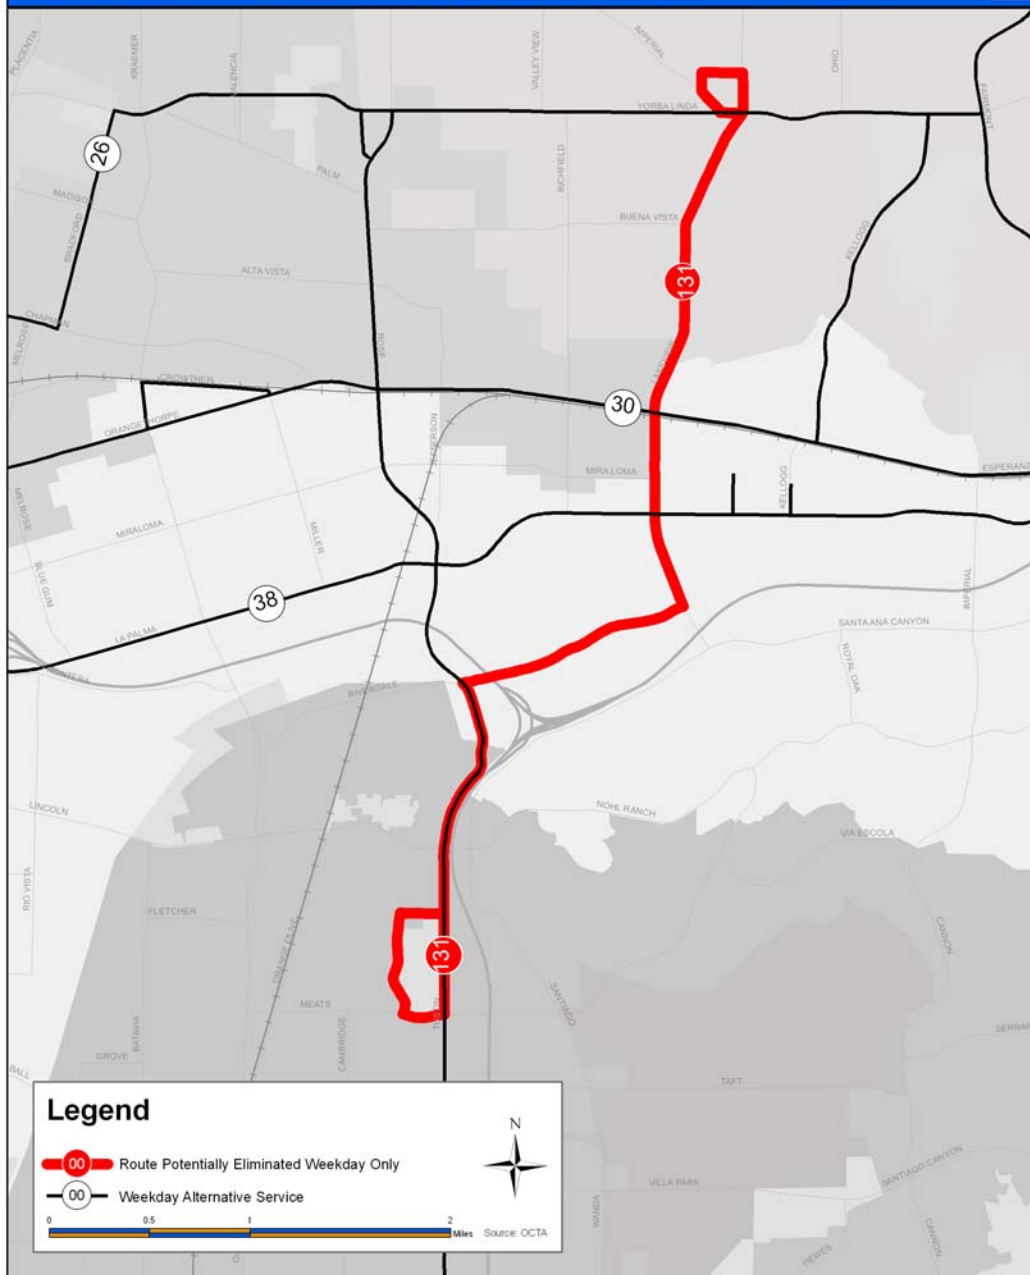 PLACENTIA
KRAEMER
VALENCIA
VALLEY VIEW
IMPERIAL
OHIO
YORBA LINDA
FAIRMONT
26
MADISON
PALM
RICHFIELD
BRADFORD
BUENA VISTA
KELLOGG
ALTA VISTA
131
CHAPMAN
MELROSE
ROSE
LAKEVIEW
CROWTHER
30
ORANGETHORPE
JEFFERSON
MIRA LOMA
KELLOGG
ESPERANZ
MELROSE
MIRALOMA
MILLER
BLUE GUM
38
IMPERIAL
LA PALMA
SANTA ANA CANYON
ROYAL OAK
RIVERDALE
LINCOLN
NOHL RANCH
VIA ESCOLA
RIO VISTA
FLETCHER
ORANGE OLIVE
CANNON
131
MEATS
TUSTIN
SANTIAGO
BATAVIA
CAMBRIDGE
SERRAN
GROVE
BALL
TAFT
VILLA PARK
SANTIAGO CANYON
WANDA
HEWES
CANNON
Legend
N
00 Route Potentially Eliminated Weekday Only
00 Weekday Alternative Service
0 0.5 1 2
Miles Source: OCTA